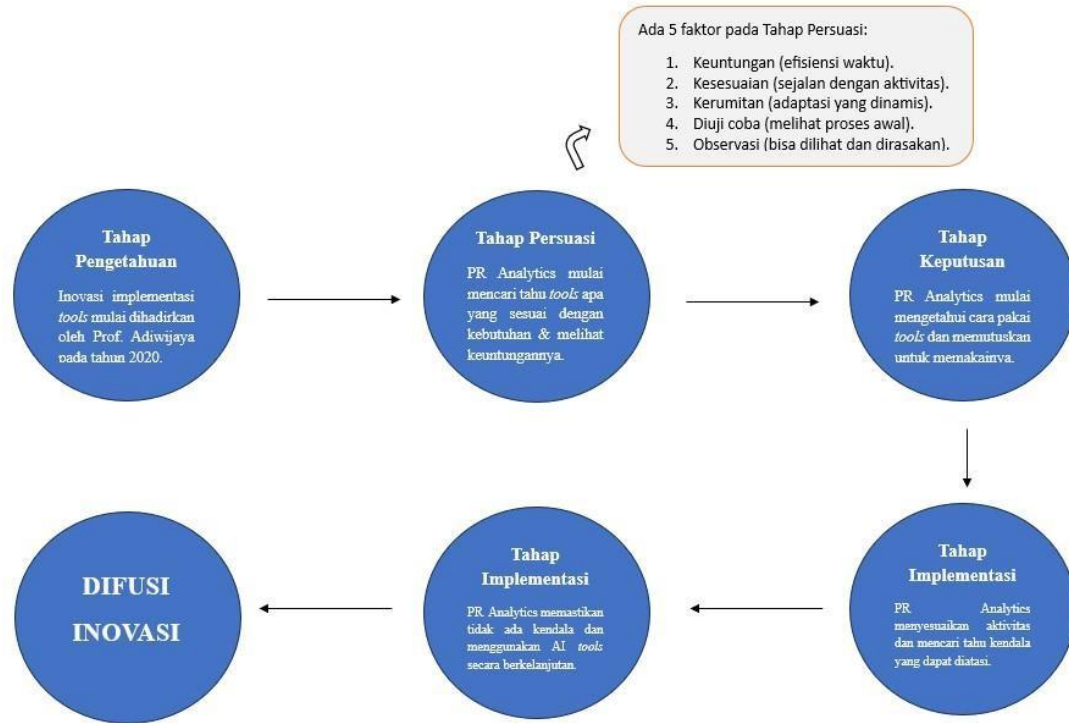 Ada 5 faktor pada Tahap Persuasi:
1. Keuntungan (efisiensi waktu).
2. Kesesuaian (sejalan dengan aktivitas).
3. Kerumitan (adaptasi yang dinamis).
4. Diuji coba (melihat proses awal).
5. Observasi (bisa dilihat dan dirasakan).
Tahap
Pengetahuan
Inovasi implementasi
tools mulai dihadirkan
oleh Prof. Adiwijaya
pada tahun 2020.
Tahap Persuasi
PR Analytics mulai
mencari tahu tools apa
yang sesuai dengan
kebutuhan & melihat
keuntungannya.
Tahap
Keputusan
PR Analytics mulai
mengetahui cara pakai
tools dan memutuskan
untuk memakainya.
Tahap
Implementasi
PR Analytics
menyesuaikan aktivitas
dan mencari tahu kendala
yang dapat diatasi.
Tahap
Implementasi
PR Analytics memastikan
tidak ada kendala dan
menggunakan AI tools
secara berkelanjutan.
DIFUSI
INOVASI